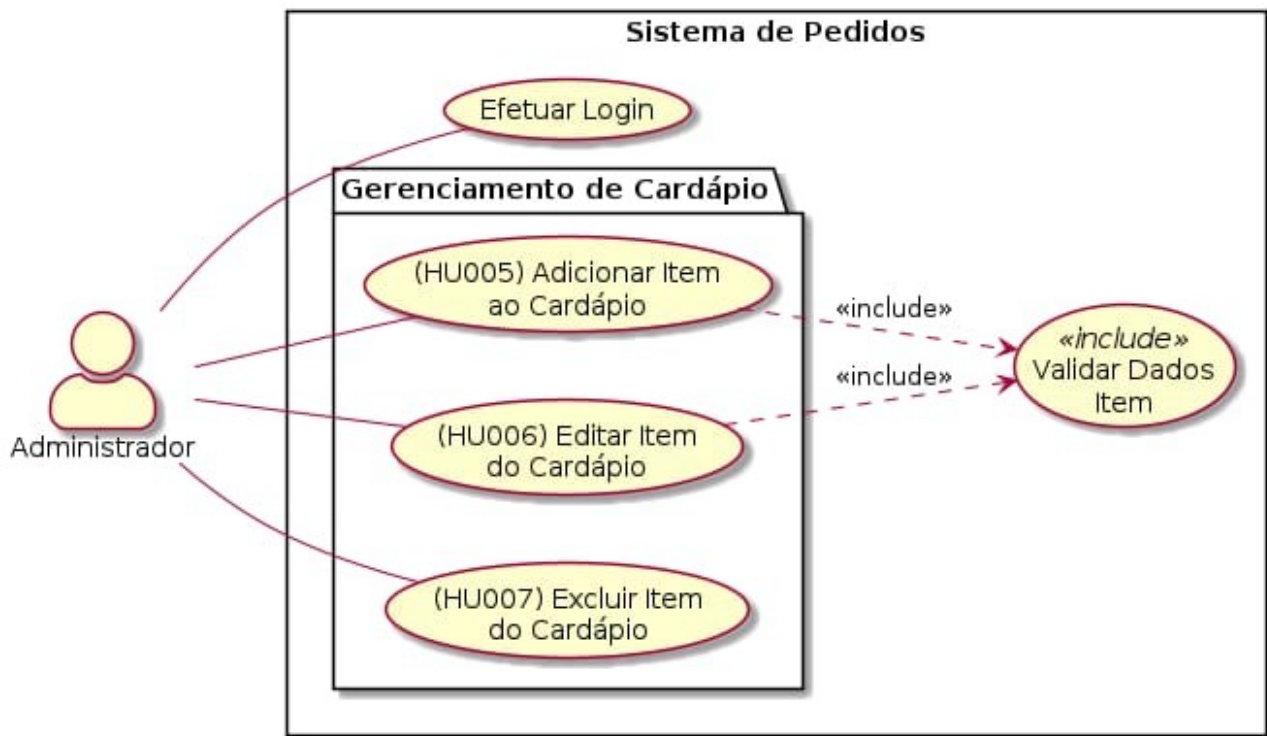 Sistema de Pedidos
Efetuar Login
Gerenciamento de Cardápio
(HU005) Adicionar Item
ao Cardápio
«include»
«include»
Validar Dados
Item
«include»
Administrador
(HU006) Editar Item
do Cardápio
(HU007) Excluir Item
do Cardápio